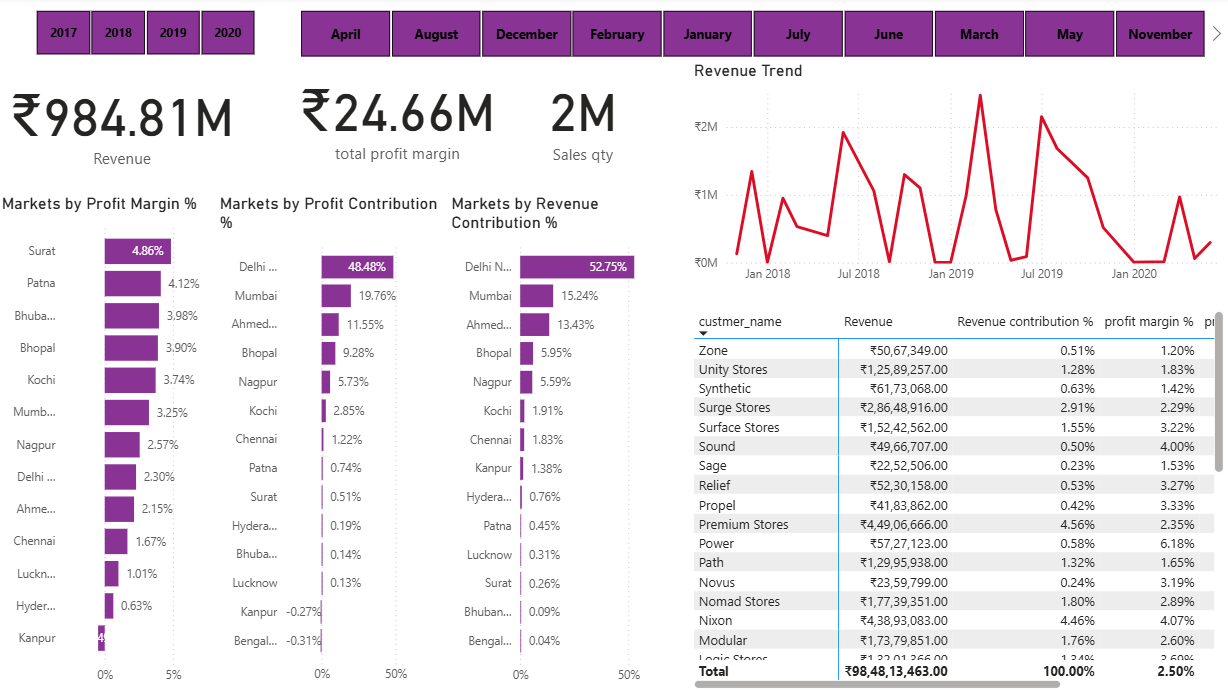 2017 2018 2019 2020 April August December February January July June March May November
₹984.81M
Revenue
₹24.66M
total profit margin
2M
Sales qty
Revenue Trend
₹2M
₹1M
₹0M
Jan 2018 Jul 2018 Jan 2019 Jul 2019 Jan 2020
Markets by Profit Margin %
Surat 4.86%
Patna 4.12%
Bhuba... 3.98%
Bhopal 3.90%
Kochi 3.74%
Mumb... 3.25%
Nagpur 2.57%
Delhi ... 2.30%
Ahme... 2.15%
Chennai 1.67%
Luckn... 1.01%
Hyder... 0.63%
Kanpur
0% 5%
Markets by Profit Contribution
%
Delhi ... 48.48%
Mumbai 19.76%
Ahmed... 11.55%
Bhopal 9.28%
Nagpur 5.73%
Kochi 2.85%
Chennai 1.22%
Patna 0.74%
Surat 0.51%
Hydera... 0.19%
Bhuba... 0.14%
Lucknow 0.13%
Kanpur -0.27%
Bengal... -0.31%
0% 50%
Markets by Revenue
Contribution %
Delhi N... 52.75%
Mumbai 15.24%
Ahmed... 13.43%
Bhopal 5.95%
Nagpur 5.59%
Kochi 1.91%
Chennai 1.83%
Kanpur 1.38%
Hydera... 0.76%
Patna 0.45%
Lucknow 0.31%
Surat 0.26%
Bhuban... 0.09%
Bengal... 0.04%
0% 50%
custmer_name Revenue Revenue contribution % profit margin % pr
Zone ₹50,67,349.00 0.51% 1.20%
Unity Stores ₹1,25,89,257.00 1.28% 1.83%
Synthetic ₹61,73,068.00 0.63% 1.42%
Surge Stores ₹2,86,48,916.00 2.91% 2.29%
Surface Stores ₹1,52,42,562.00 1.55% 3.22%
Sound ₹49,66,707.00 0.50% 4.00%
Sage ₹22,52,506.00 0.23% 1.53%
Relief ₹52,30,158.00 0.53% 3.27%
Propel ₹41,83,862.00 0.42% 3.33%
Premium Stores ₹4,49,06,666.00 4.56% 2.35%
Power ₹57,27,123.00 0.58% 6.18%
Path ₹1,29,95,938.00 1.32% 1.65%
Novus ₹23,59,799.00 0.24% 3.19%
Nomad Stores ₹1,77,39,351.00 1.80% 2.89%
Nixon ₹4,38,93,083.00 4.46% 4.07%
Modular ₹1,73,79,851.00 1.76% 2.60%
Logic Stores ₹1,32,01,366.00 1.34% 3.69%
Total ₹98,48,13,463.00 100.00% 2.50%